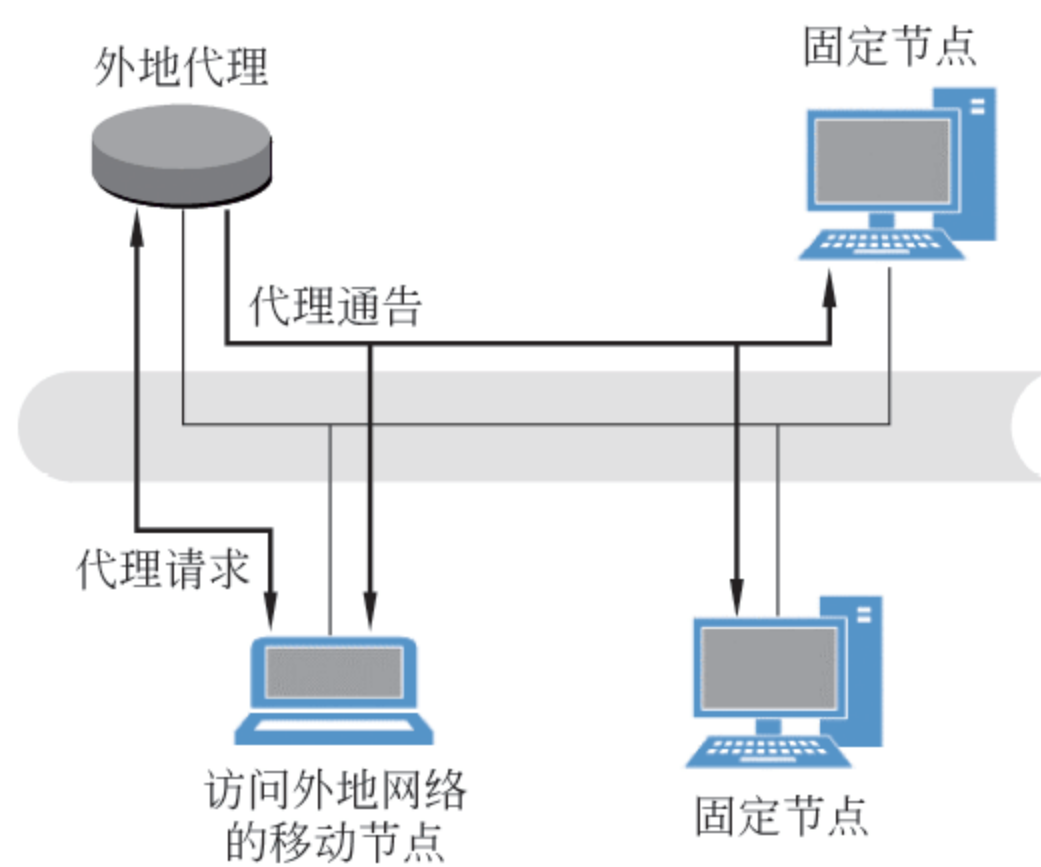 外地代理
固定节点
代理通告
代理请求
访问外地网络
的移动节点
固定节点